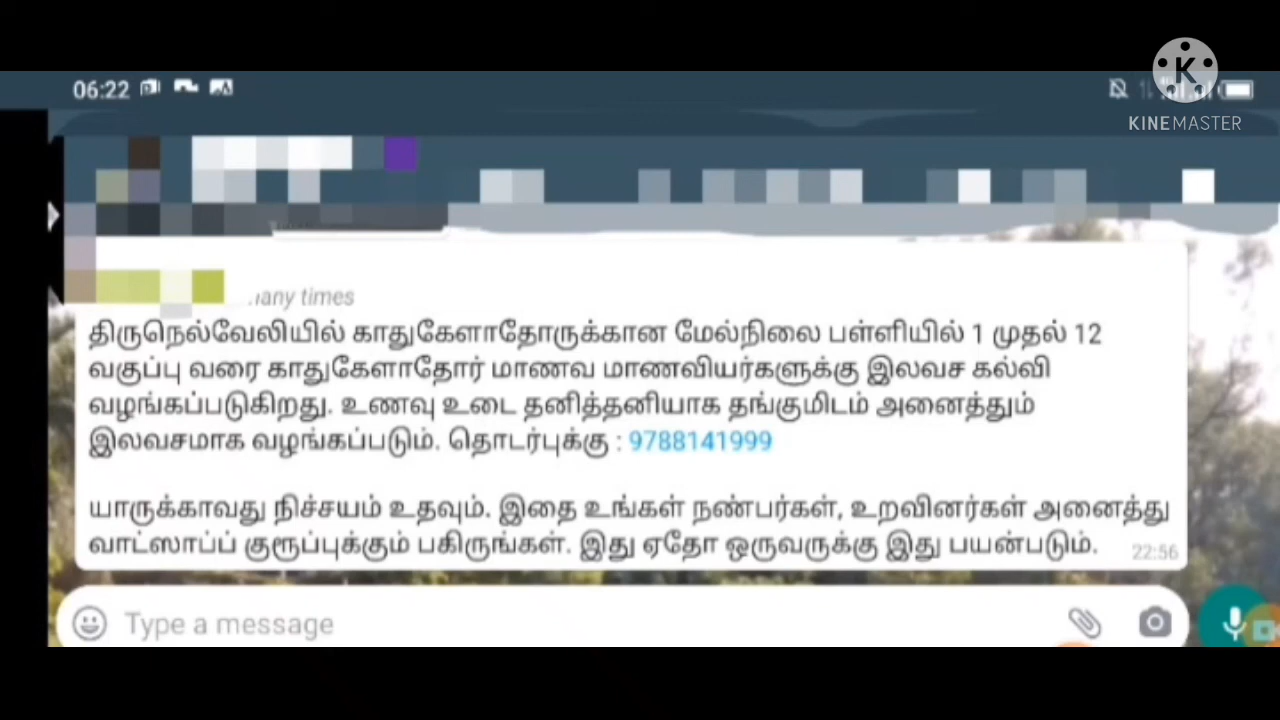 06:22
KINEMASTER
any times
திருநெல்வேலியில் காதுகேளாதோருக்கான மேல்நிலை பள்ளியில் 1 முதல் 12
வகுப்பு வரை காதுகேளாதோர் மாணவ மாணவியர்களுக்கு இலவச கல்வி
வழங்கப்படுகிறது. உணவு உடை தனித்தனியாக தங்குமிடம் அனைத்தும்
இலவசமாக வழங்கப்படும். தொடர்புக்கு : 9788141999
யாருக்காவது நிச்சயம் உதவும். இதை உங்கள் நண்பர்கள், உறவினர்கள் அனைத்து
வாட்ஸாப்ப் குரூப்புக்கும் பகிருங்கள். இது ஏதோ ஒருவருக்கு இது பயன்படும்.
22:56
Type a message